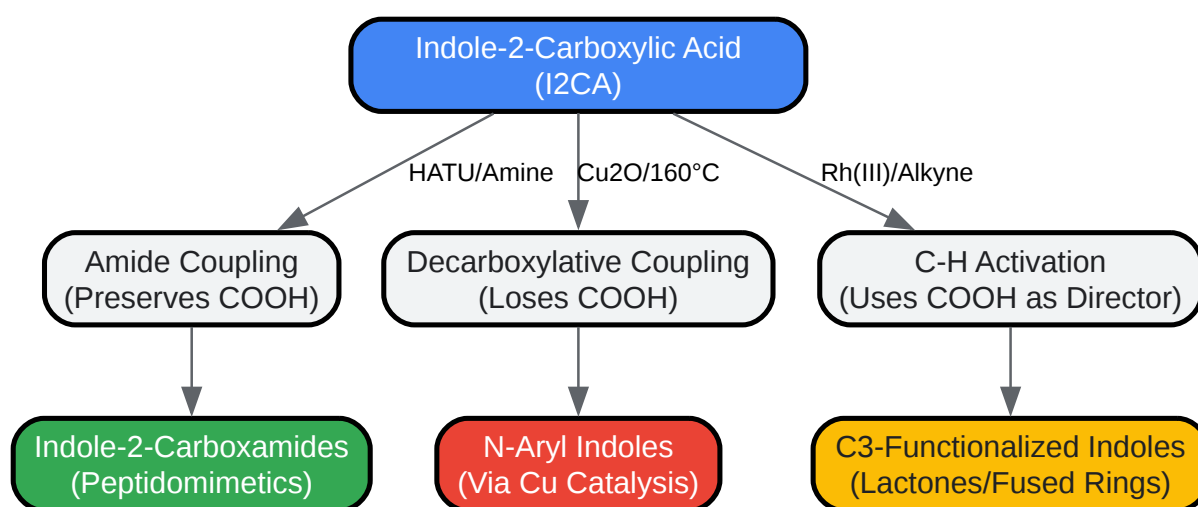 Indole-2-Carboxylic Acid
(I2CA)
HATU/Amine
Cu2O/160°C
Rh(III)/Alkyne
Amide Coupling
(Preserves COOH)
Decarboxylative Coupling
(Loses COOH)
C-H Activation
(Uses COOH as Director)
Indole-2-Carboxamides
(Peptidomimetics)
N-Aryl Indoles
(Via Cu Catalysis)
C3-Functionalized Indoles
(Lactones/Fused Rings)